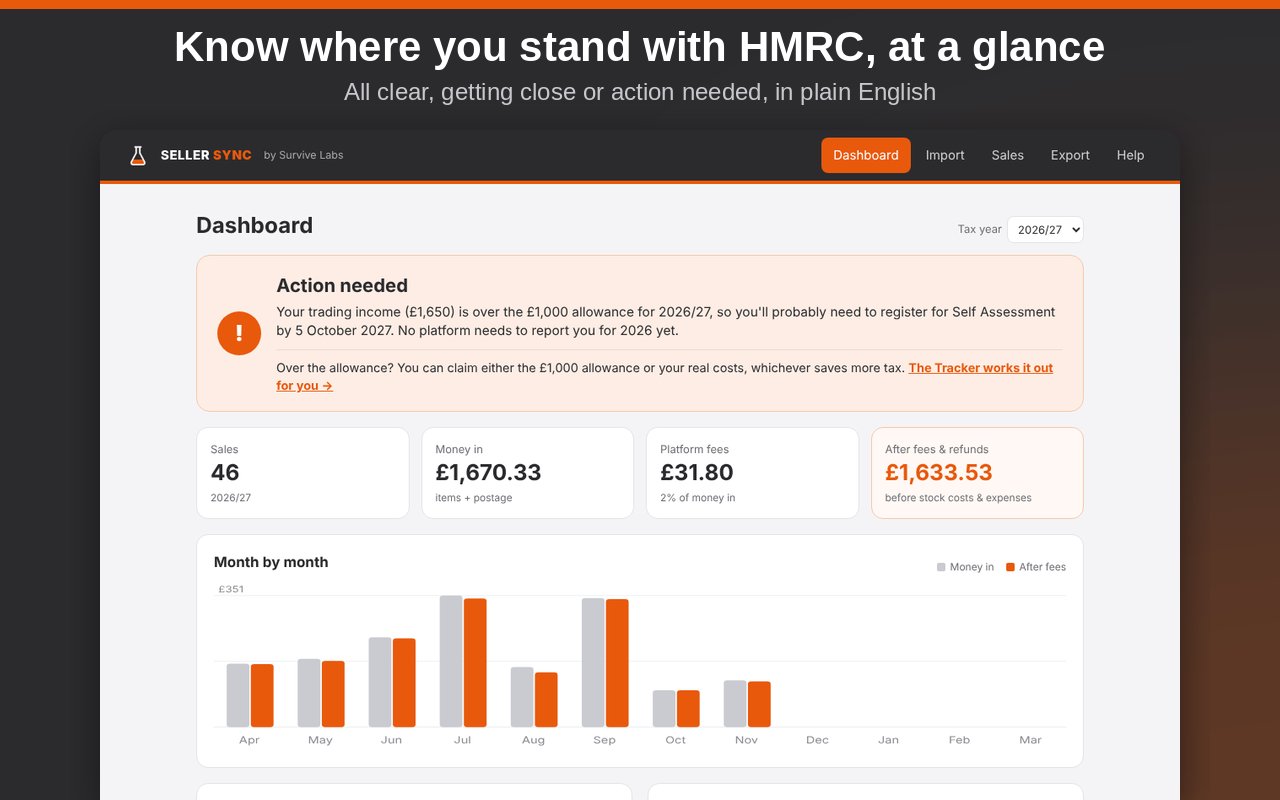 Know where you stand with HMRC, at a glance
All clear, getting close or action needed, in plain English
SELLER SYNC by Survive Labs
Dashboard Import Sales Export Help
Dashboard
Tax year 2026/27
!
Action needed
Your trading income (£1,650) is over the £1,000 allowance for 2026/27, so you'll probably need to register for Self Assessment
by 5 October 2027. No platform needs to report you for 2026 yet.
Over the allowance? You can claim either the £1,000 allowance or your real costs, whichever saves more tax. The Tracker works it out
for you →
Sales
46
2026/27
Money in
£1,670.33
items + postage
Platform fees
£31.80
2% of money in
After fees & refunds
£1,633.53
before stock costs & expenses
Month by month
Money in After fees
£351
Apr May Jun Jul Aug Sep Oct Nov Dec Jan Feb Mar